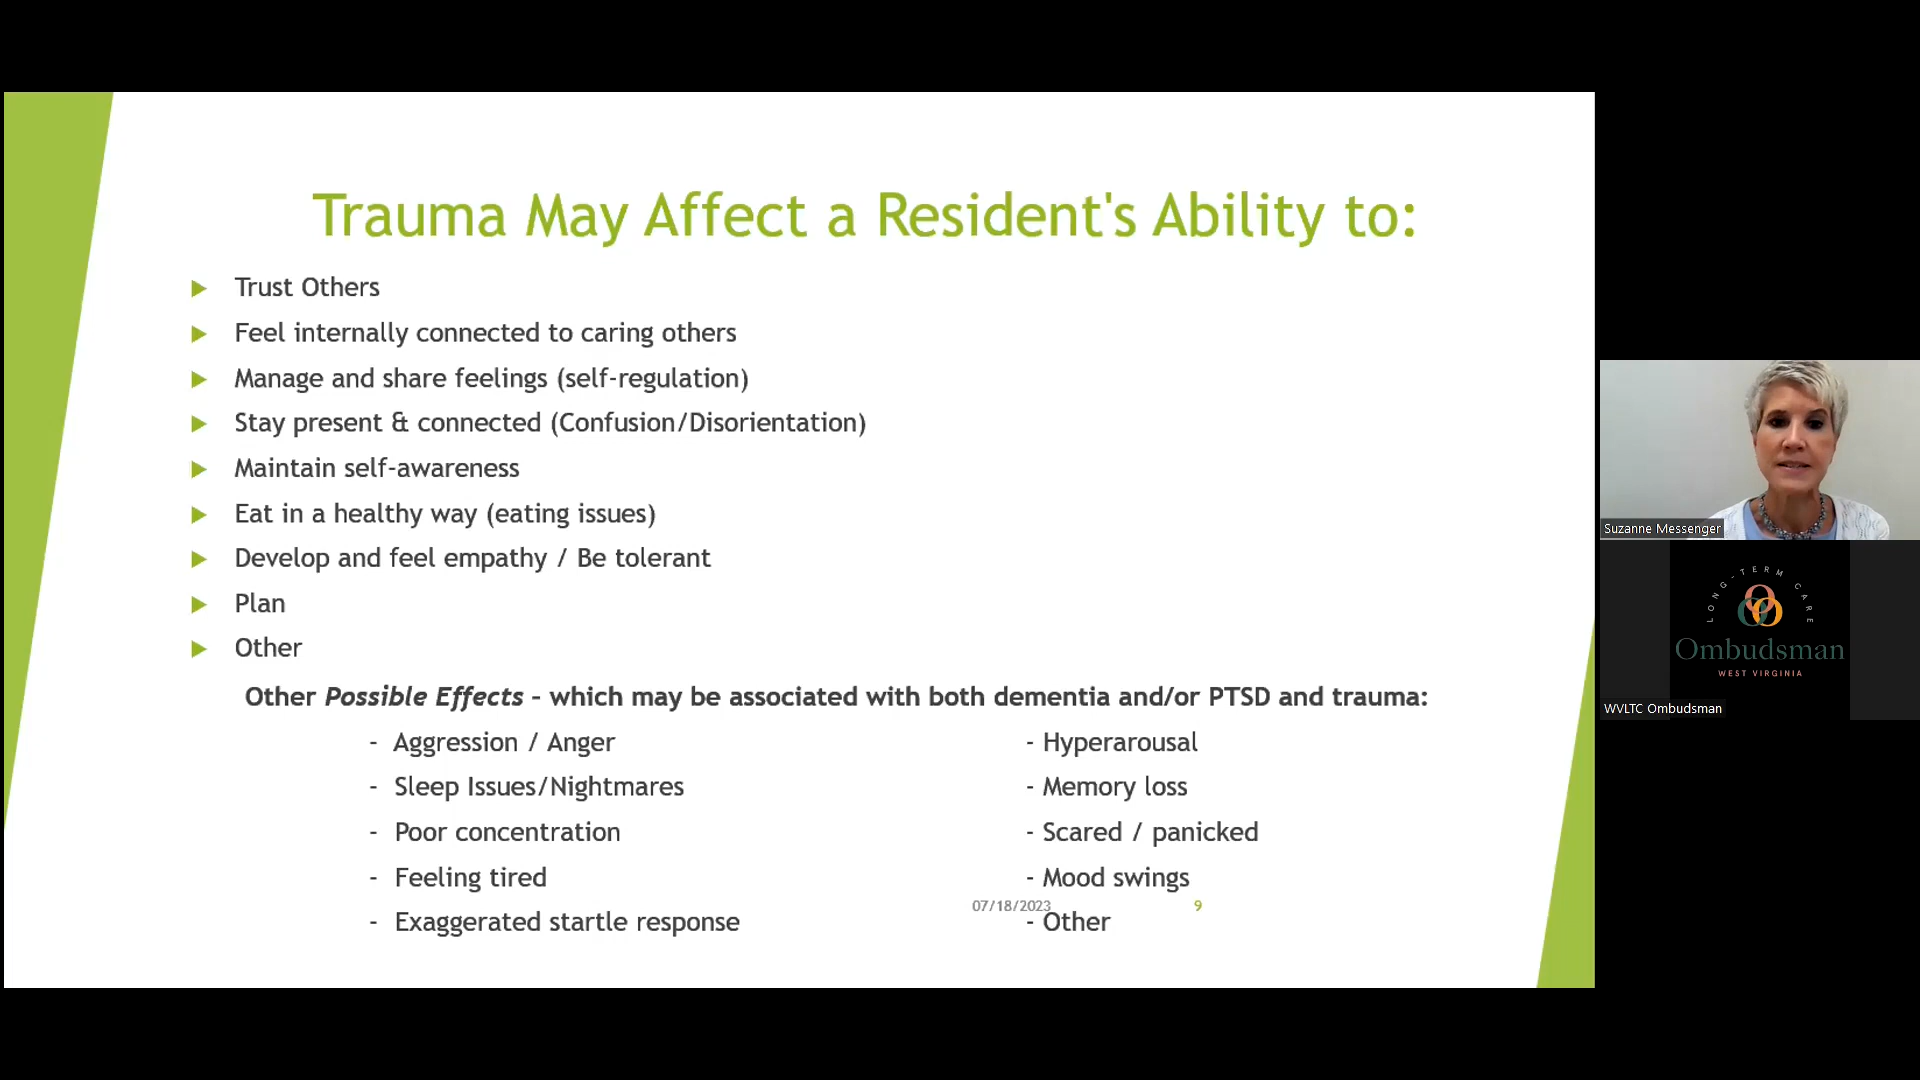 Trauma May Affect a Resident's Ability to:
Trust Others
Feel internally connected to caring others
Manage and share feelings (self-regulation)
Stay present & connected (Confusion/Disorientation)
Maintain self-awareness
Eat in a healthy way (eating issues)
Develop and feel empathy / Be tolerant
Plan
Other
Other Possible Effects – which may be associated with both dementia and/or PTSD and trauma:
- Aggression / Anger
- Sleep Issues/Nightmares
- Poor concentration
- Feeling tired
- Exaggerated startle response
- Hyperarousal
- Memory loss
- Scared / panicked
- Mood swings
- Other
07/18/2023
9
Suzanne Messenger
LONG-TERM CARE
Ombudsman
WEST VIRGINIA
WVLTC Ombudsman